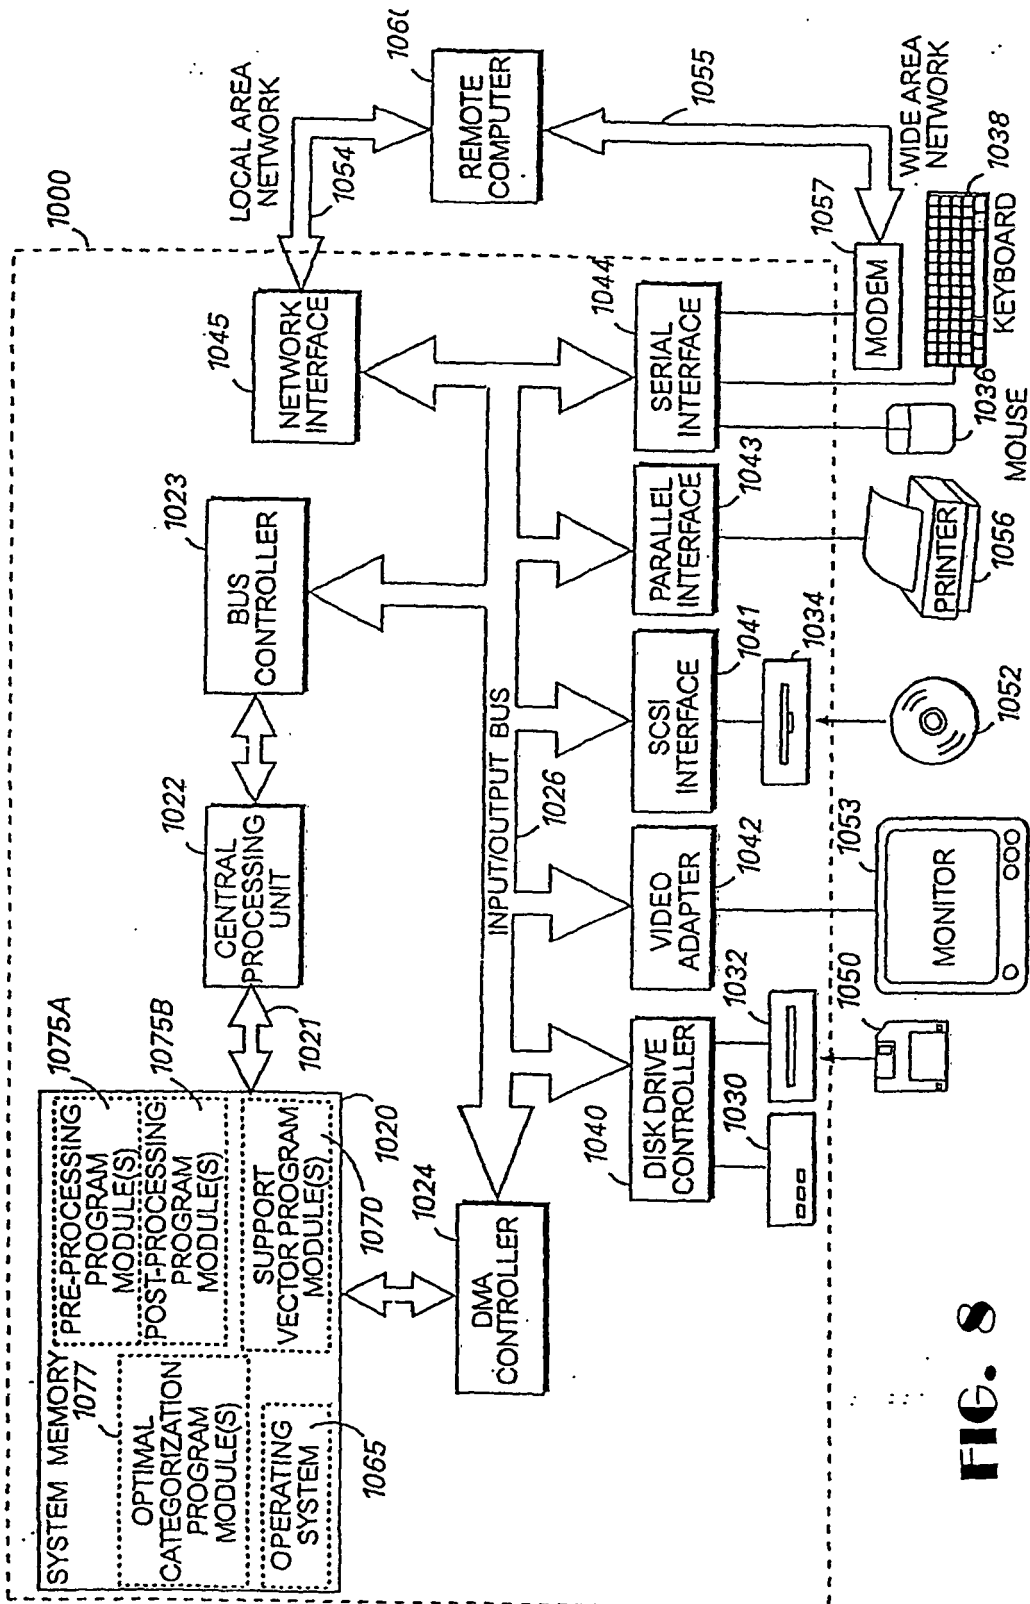 1000
SYSTEM MEMORY
1077
OPTIMAL
CATEGORIZATION
PROGRAM
MODULE(S)
OPERATING
SYSTEM
1065
PRE-PROCESSING
PROGRAM
MODULE(S)
1075A
POST-PROCESSING
PROGRAM
MODULE(S)
1075B
SUPPORT
VECTOR PROGRAM
MODULE(S)
1070
1020
1021
CENTRAL
PROCESSING
UNIT
1022
BUS
CONTROLLER
1023
NETWORK
INTERFACE
1045
LOCAL AREA
NETWORK
1054
REMOTE
COMPUTER
1055
DMA
CONTROLLER
1024
INPUT/OUTPUT BUS
1026
DISK DRIVE
CONTROLLER
1040
VIDEO
ADAPTER
1042
SCSI
INTERFACE
1041
PARALLEL
INTERFACE
1043
SERIAL
INTERFACE
1044
1030
1032
1034
MODEM
1057
WIDE AREA
NETWORK
1050
MONITOR
1053
1052
PRINTER
1056
1036
MOUSE
1038
KEYBOARD
FIG. 8